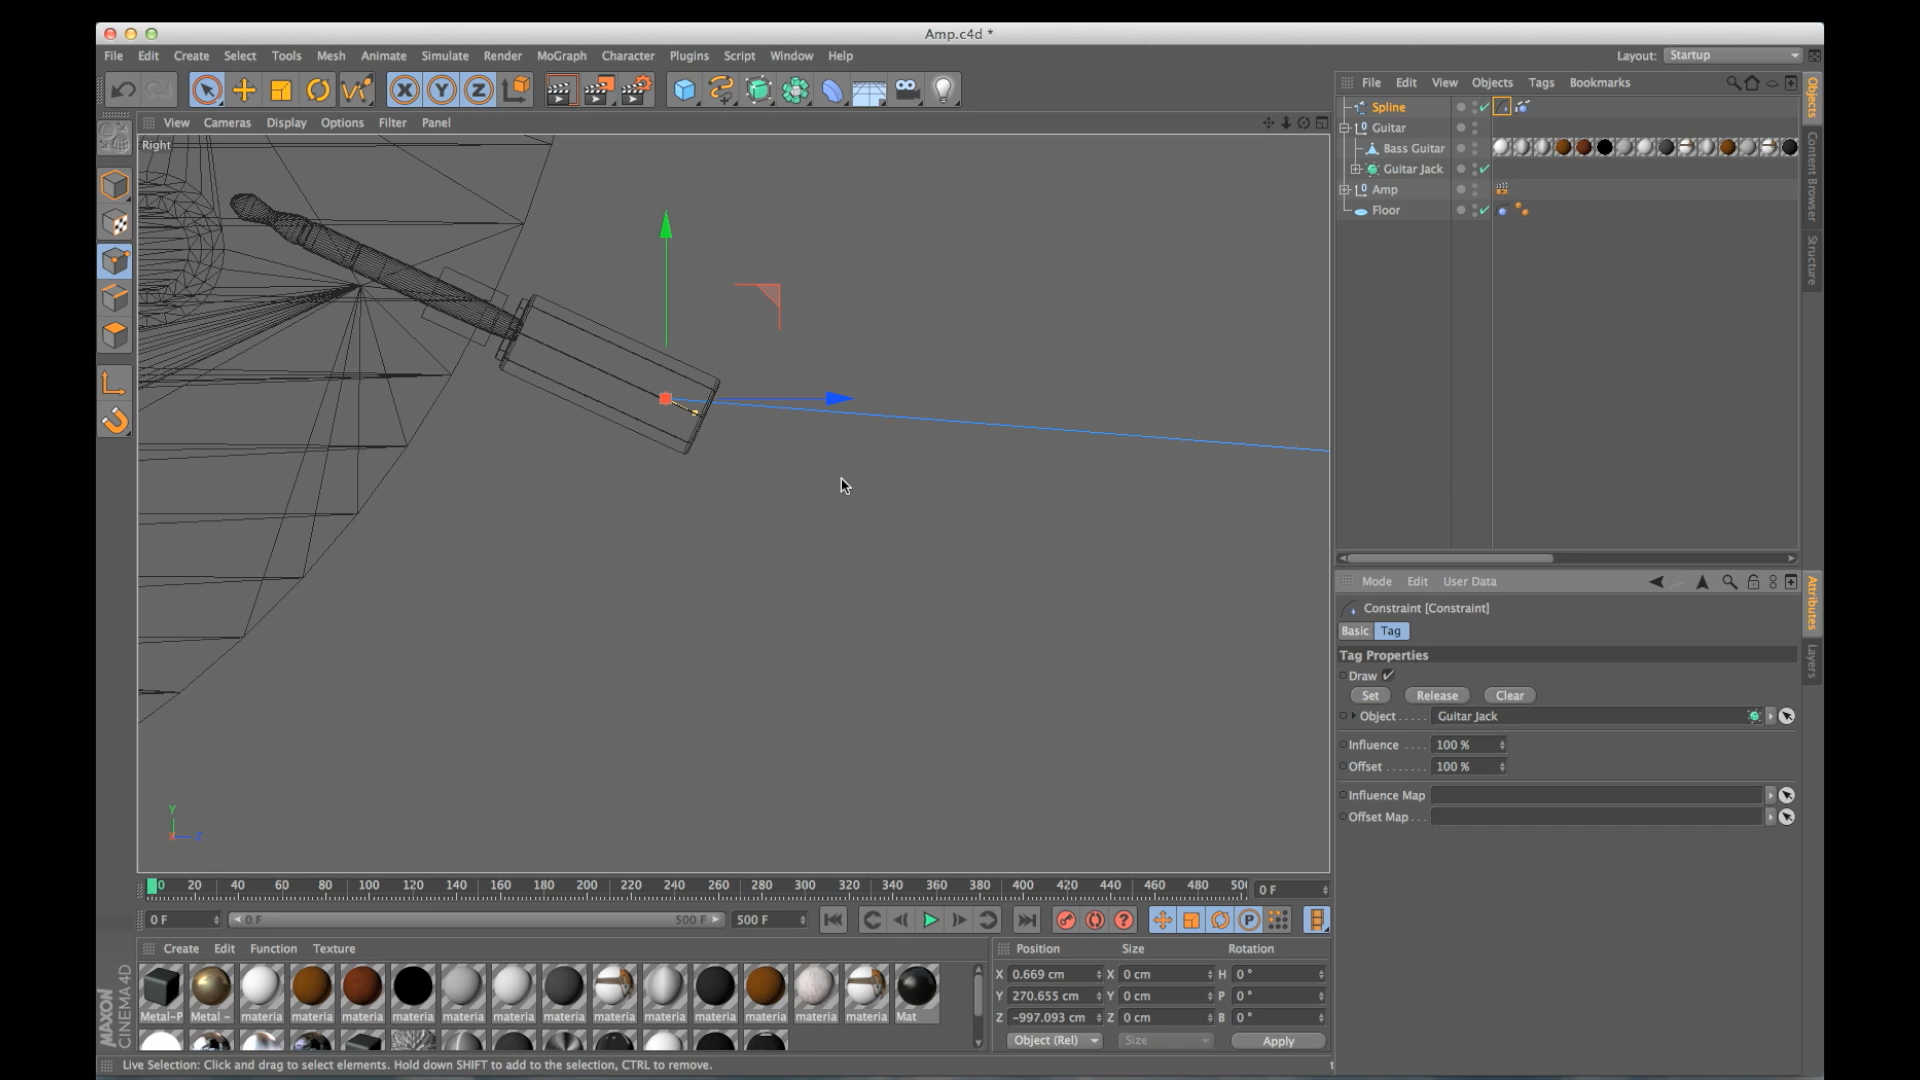 Amp.c4d *
File Edit Create Select Tools Mesh Animate Simulate Render MoGraph Character Plugins Script Window Help
Layout: Startup
View Cameras Display Options Filter Panel
Right
Y
X Z
File Edit View Objects Tags Bookmarks
Spline
Guitar
Bass Guitar
Guitar Jack
Amp
Floor
Objects
Content Browser
Structure
Mode Edit User Data
Constraint [Constraint]
Basic Tag
Tag Properties
Draw
Set Release Clear
Object Guitar Jack
Influence 100 %
Offset 100 %
Influence Map
Offset Map
Attributes
Layers
0 20 40 60 80 100 120 140 160 180 200 220 240 260 280 300 320 340 360 380 400 420 440 460 480 50
0 F
0 F 0 F 500 F 500 F
Create Edit Function Texture
Metal-P Metal - materia materia materia materia materia materia materia materia materia materia materia materia materia Mat
Position Size Rotation
X 0.669 cm X 0 cm H 0 °
Y 270.655 cm Y 0 cm P 0 °
Z -997.093 cm Z 0 cm B 0 °
Object (Rel) Size Apply
MAXON
CINEMA 4D
Live Selection: Click and drag to select elements. Hold down SHIFT to add to the selection, CTRL to remove.